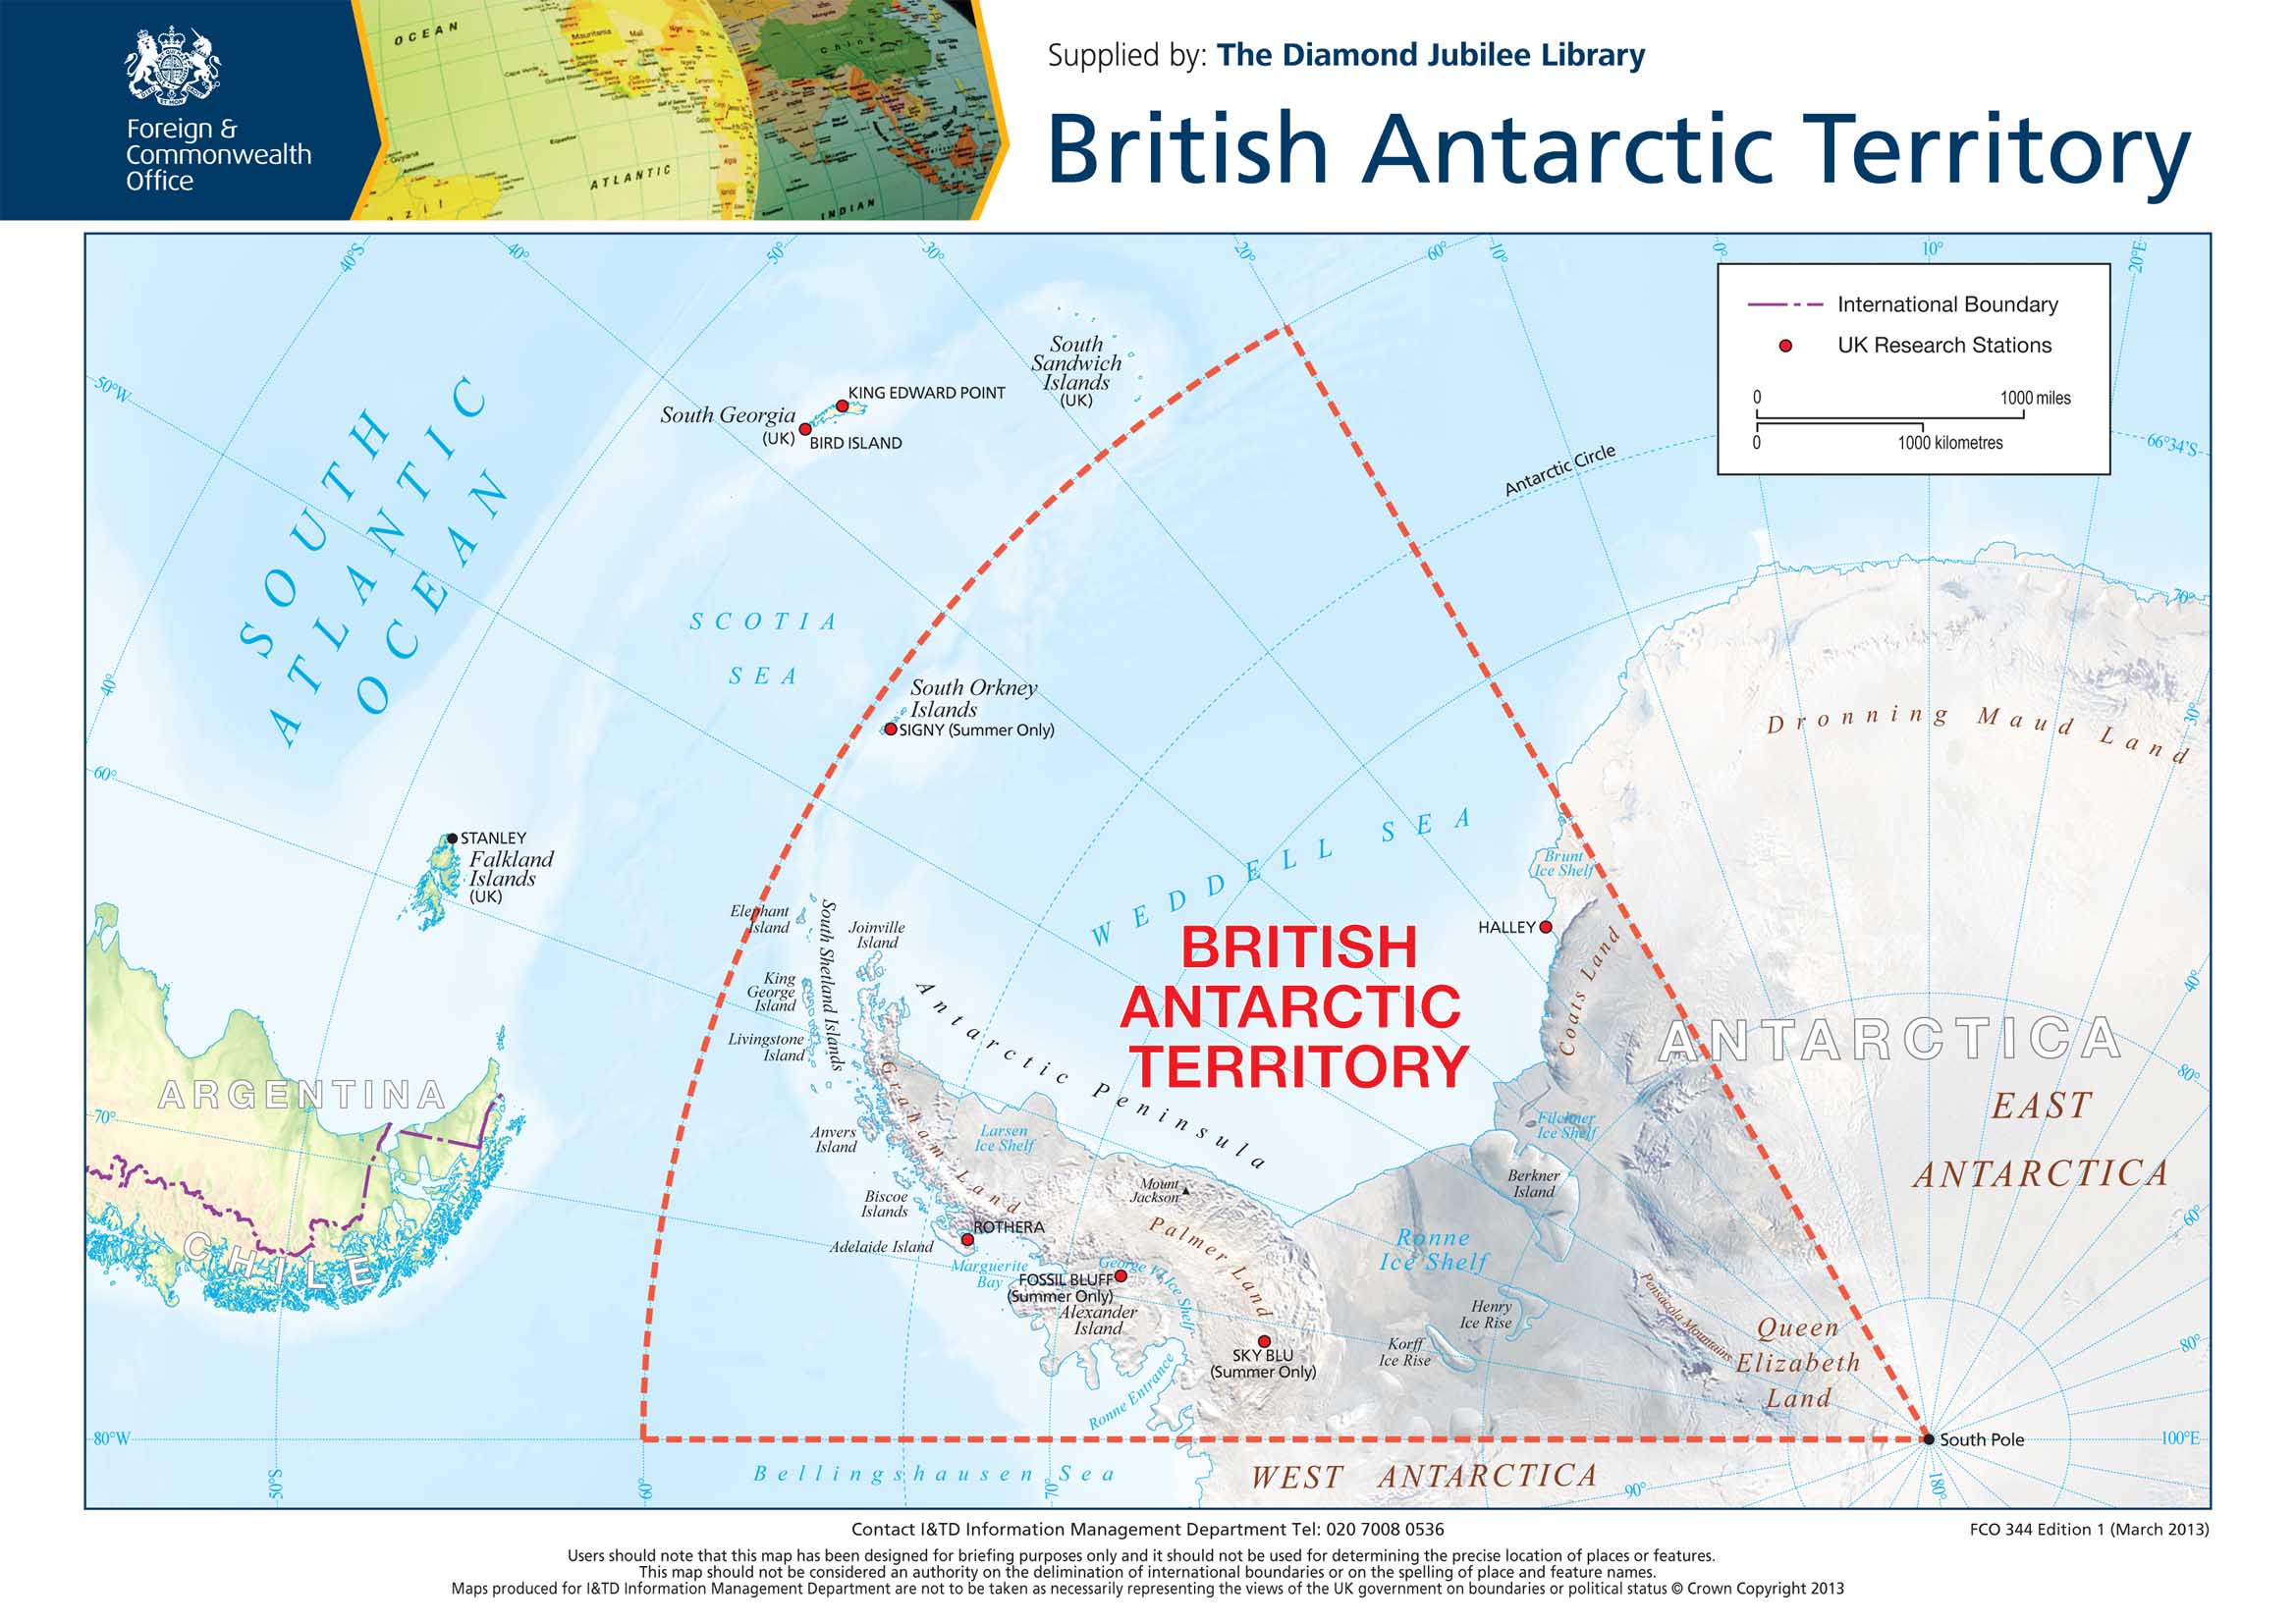 Foreign &
Commonwealth
Office
OCEAN
Mauritania
Mali
Niger
China
Mongolia
India
Equator
Guyana
ATLANTIC
INDIAN
Supplied by: The Diamond Jubilee Library
British Antarctic Territory
40°S
40°
50°
30°
20°
60°
10°
0°
10°
20°E
International Boundary
UK Research Stations
0
1000 miles
0
1000 kilometres
66°34'S
50°W
SOUTH
ATLANTIC
OCEAN
South
Sandwich
Islands
(UK)
KING EDWARD POINT
South Georgia
(UK)
BIRD ISLAND
Antarctic Circle
70°
SCOTIA
SEA
40°
South Orkney
Islands
SIGNY (Summer Only)
Dronning Maud Land
30°
60°
STANLEY
Falkland
Islands
(UK)
WEDDELL SEA
Brunt
Ice Shelf
HALLEY
Coats Land
Elephant
Island
South Shetland Islands
Joinville
Island
King
George
Island
Livingstone
Island
Antarctic Peninsula
BRITISH
ANTARCTIC
TERRITORY
40°
ANTARCTICA
80°
EAST
ANTARCTICA
ARGENTINA
70°
CHILE
Graham Land
Larsen
Ice Shelf
Anvers
Island
Filchner
Ice Shelf
Berkner
Island
Mount
Jackson
Biscoe
Islands
ROTHERA
Adelaide Island
Palmer Land
Ronne
Ice Shelf
60°
Marguerite
Bay
George VI Ice Shelf
FOSSIL BLUFF
(Summer Only)
Alexander
Island
Henry
Ice Rise
Korff
Ice Rise
Pensacola Mountains
Queen
Elizabeth
Land
80°
SKY BLU
(Summer Only)
Ronne Entrance
80°W
South Pole
100°E
50°S
60°
Bellingshausen Sea
70°
WEST ANTARCTICA
90°
180°
Contact I&TD Information Management Department Tel: 020 7008 0536
FCO 344 Edition 1 (March 2013)
Users should note that this map has been designed for briefing purposes only and it should not be used for determining the precise location of places or features.
This map should not be considered an authority on the delimination of international boundaries or on the spelling of place and feature names.
Maps produced for I&TD Information Management Department are not to be taken as necessarily representing the views of the UK government on boundaries or political status © Crown Copyright 2013